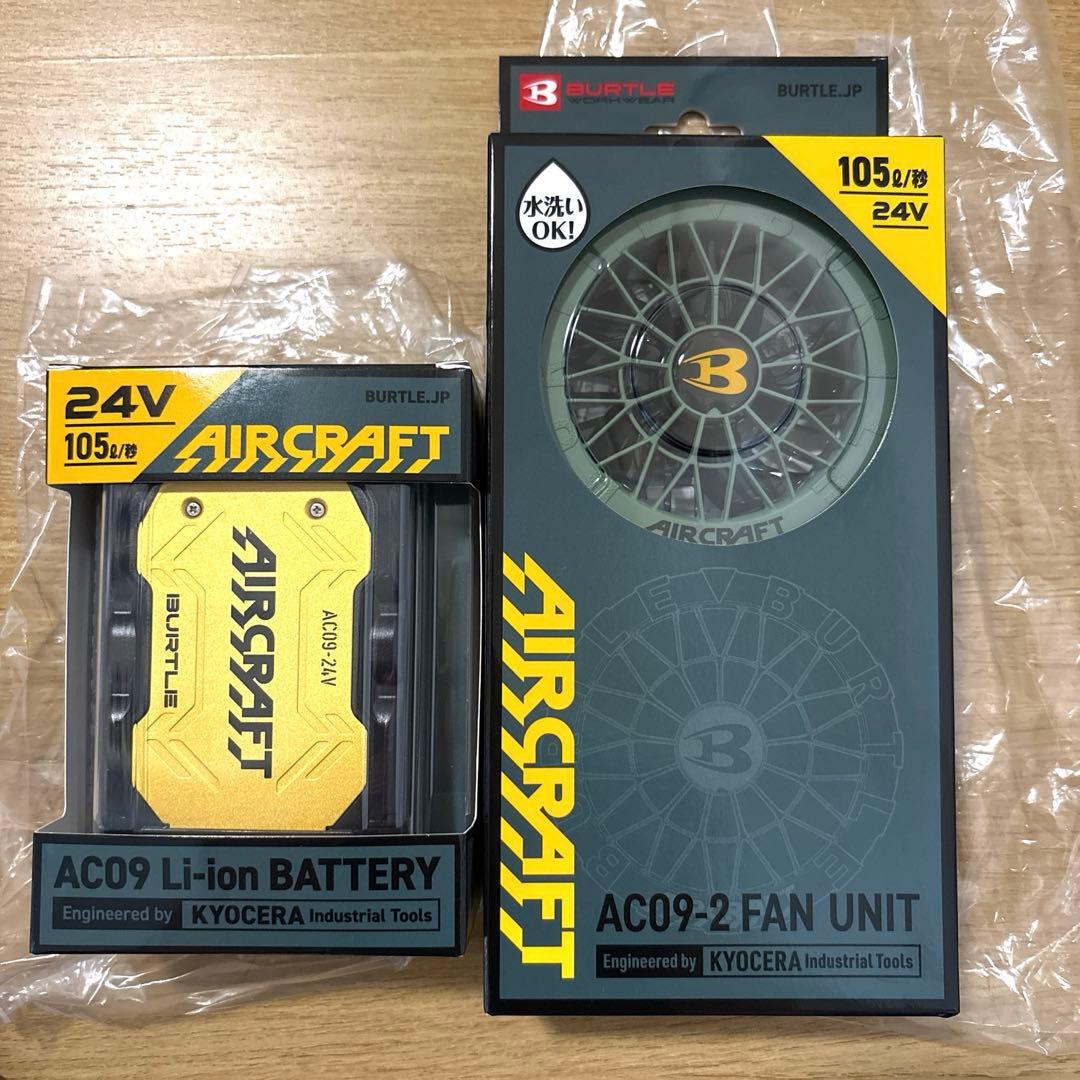 24V
105ℓ/秒
BURTLE.JP
AIRCRAFT
BURTLE
AIRCRAFT
AC09-24V
AC09 Li-ion BATTERY
Engineered by KYOCERA Industrial Tools
BURTLE
WORKWEAR
BURTLE.JP
水洗い
OK!
105ℓ/秒
24V
B
AIRCRAFT
AIRCRAFT
LEVBURTLE
B
AC09-2 FAN UNIT
Engineered by KYOCERA Industrial Tools